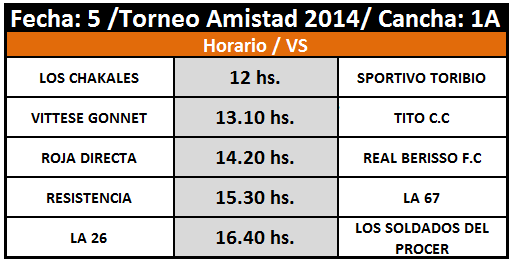 Fecha: 5 /Torneo Amistad 2014/ Cancha: 1A
Horario / VS
LOS CHAKALES 12 hs. SPORTIVO TORIBIO
VITTESE GONNET 13.10 hs. TITO C.C
ROJA DIRECTA 14.20 hs. REAL BERISSO F.C
RESISTENCIA 15.30 hs. LA 67
LA 26 16.40 hs. LOS SOLDADOS DEL
PROCER